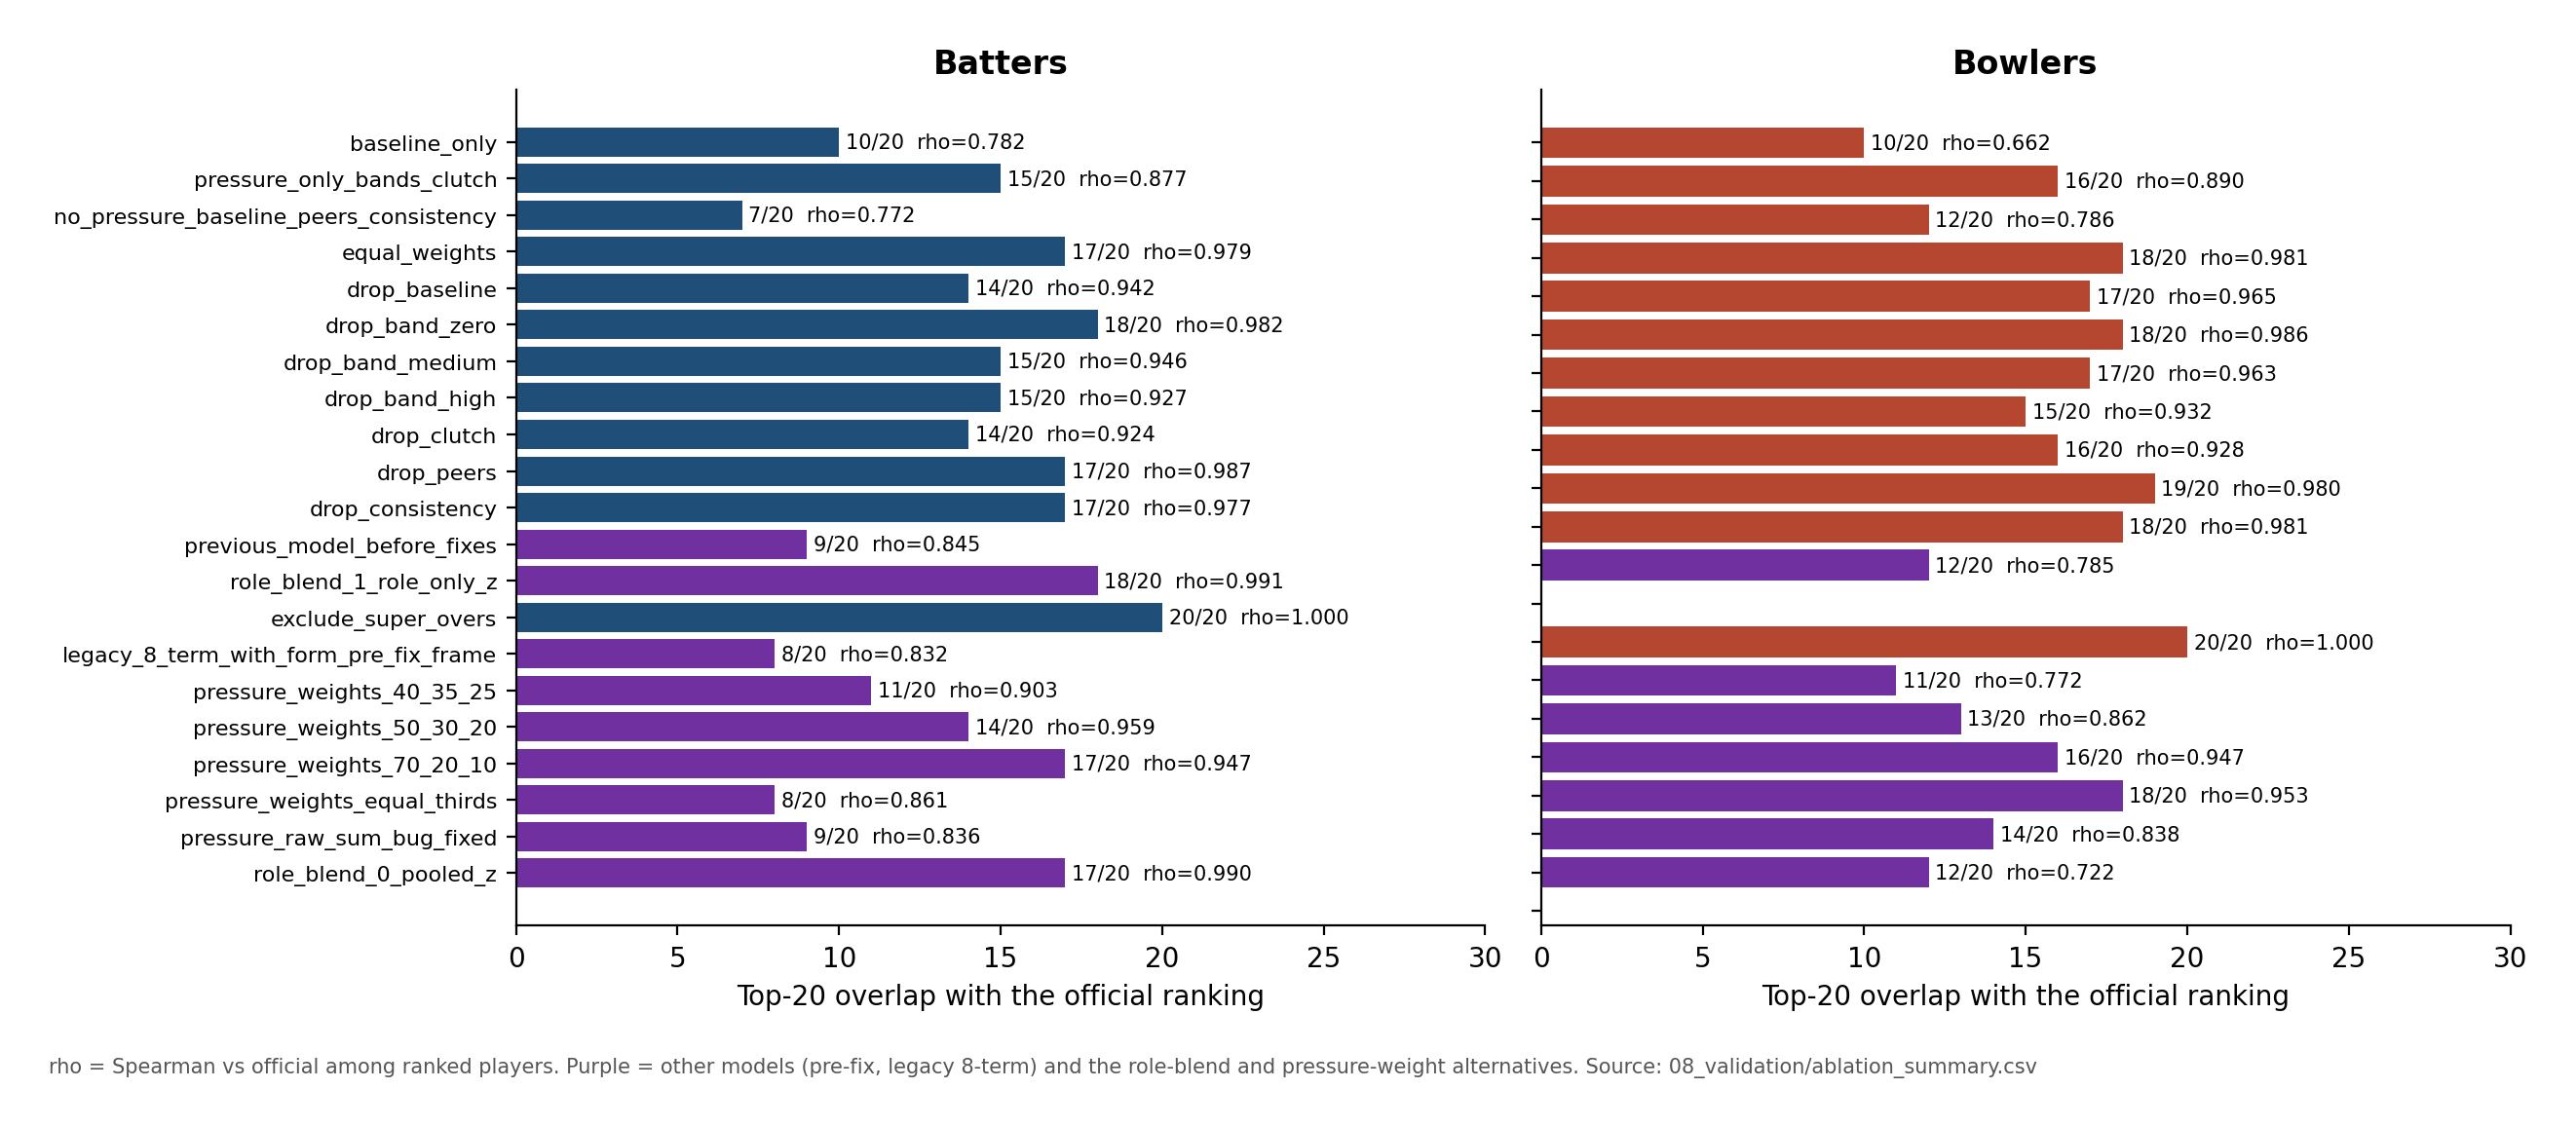 Batters
baseline_only
10/20 rho=0.782
pressure_only_bands_clutch
15/20 rho=0.877
no_pressure_baseline_peers_consistency
7/20 rho=0.772
equal_weights
17/20 rho=0.979
drop_baseline
14/20 rho=0.942
drop_band_zero
18/20 rho=0.982
drop_band_medium
15/20 rho=0.946
drop_band_high
15/20 rho=0.927
drop_clutch
14/20 rho=0.924
drop_peers
17/20 rho=0.987
drop_consistency
17/20 rho=0.977
previous_model_before_fixes
9/20 rho=0.845
role_blend_1_role_only_z
18/20 rho=0.991
exclude_super_overs
20/20 rho=1.000
legacy_8_term_with_form_pre_fix_frame
8/20 rho=0.832
pressure_weights_40_35_25
11/20 rho=0.903
pressure_weights_50_30_20
14/20 rho=0.959
pressure_weights_70_20_10
17/20 rho=0.947
pressure_weights_equal_thirds
8/20 rho=0.861
pressure_raw_sum_bug_fixed
9/20 rho=0.836
role_blend_0_pooled_z
17/20 rho=0.990
0 5 10 15 20 25 30
Top-20 overlap with the official ranking
Bowlers
10/20 rho=0.662
16/20 rho=0.890
12/20 rho=0.786
18/20 rho=0.981
17/20 rho=0.965
18/20 rho=0.986
17/20 rho=0.963
15/20 rho=0.932
16/20 rho=0.928
19/20 rho=0.980
18/20 rho=0.981
12/20 rho=0.785
20/20 rho=1.000
11/20 rho=0.772
13/20 rho=0.862
16/20 rho=0.947
18/20 rho=0.953
14/20 rho=0.838
12/20 rho=0.722
0 5 10 15 20 25 30
Top-20 overlap with the official ranking
rho = Spearman vs official among ranked players. Purple = other models (pre-fix, legacy 8-term) and the role-blend and pressure-weight alternatives. Source: 08_validation/ablation_summary.csv